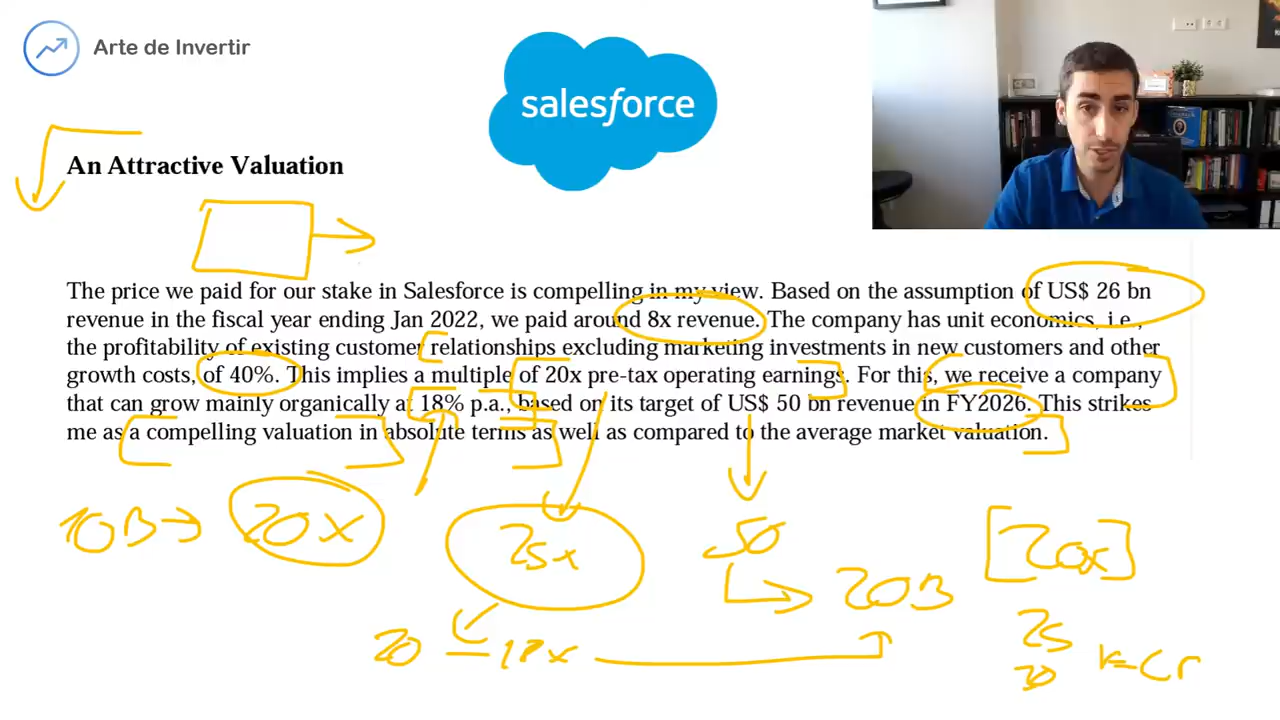 Arte de Invertir
salesforce
An Attractive Valuation
The price we paid for our stake in Salesforce is compelling in my view. Based on the assumption of US$ 26 bn
revenue in the fiscal year ending Jan 2022, we paid around 8x revenue. The company has unit economics, i.e.,
the profitability of existing customer relationships excluding marketing investments in new customers and other
growth costs, of 40%. This implies a multiple of 20x pre-tax operating earnings. For this, we receive a company
that can grow mainly organically at 18% p.a., based on its target of US$ 50 bn revenue in FY2026. This strikes
me as a compelling valuation in absolute terms as well as compared to the average market valuation.
10B → 20x
25x
50
[20x]
20B
20 — 18x
25
30